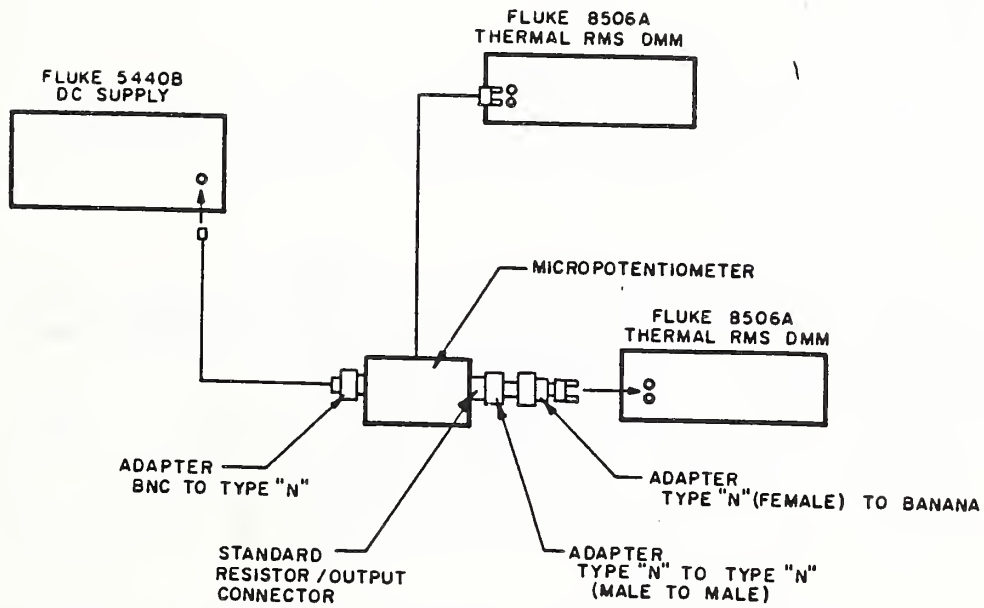 FLUKE 8506A
THERMAL RMS DMM
FLUKE 5440B
DC SUPPLY
MICROPOTENTIOMETER
FLUKE 8506A
THERMAL RMS DMM
ADAPTER
BNC TO TYPE "N"
ADAPTER
TYPE "N" (FEMALE) TO BANANA
STANDARD
RESISTOR/OUTPUT
CONNECTOR
ADAPTER
TYPE "N" TO TYPE "N"
(MALE TO MALE)